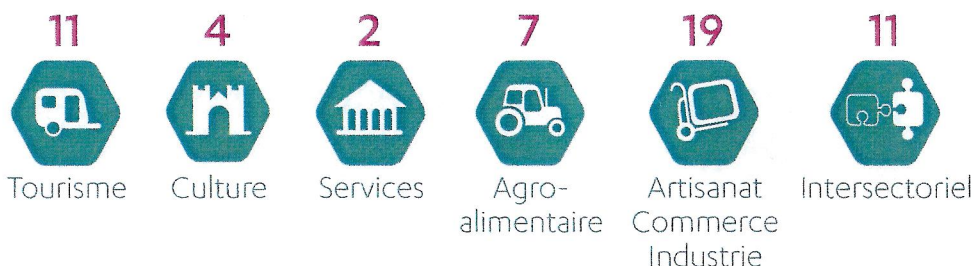 11 4 2 7 19 11
Tourisme Culture Services Agro- Artisanat Intersectoriel
alimentaire Commerce
Industrie